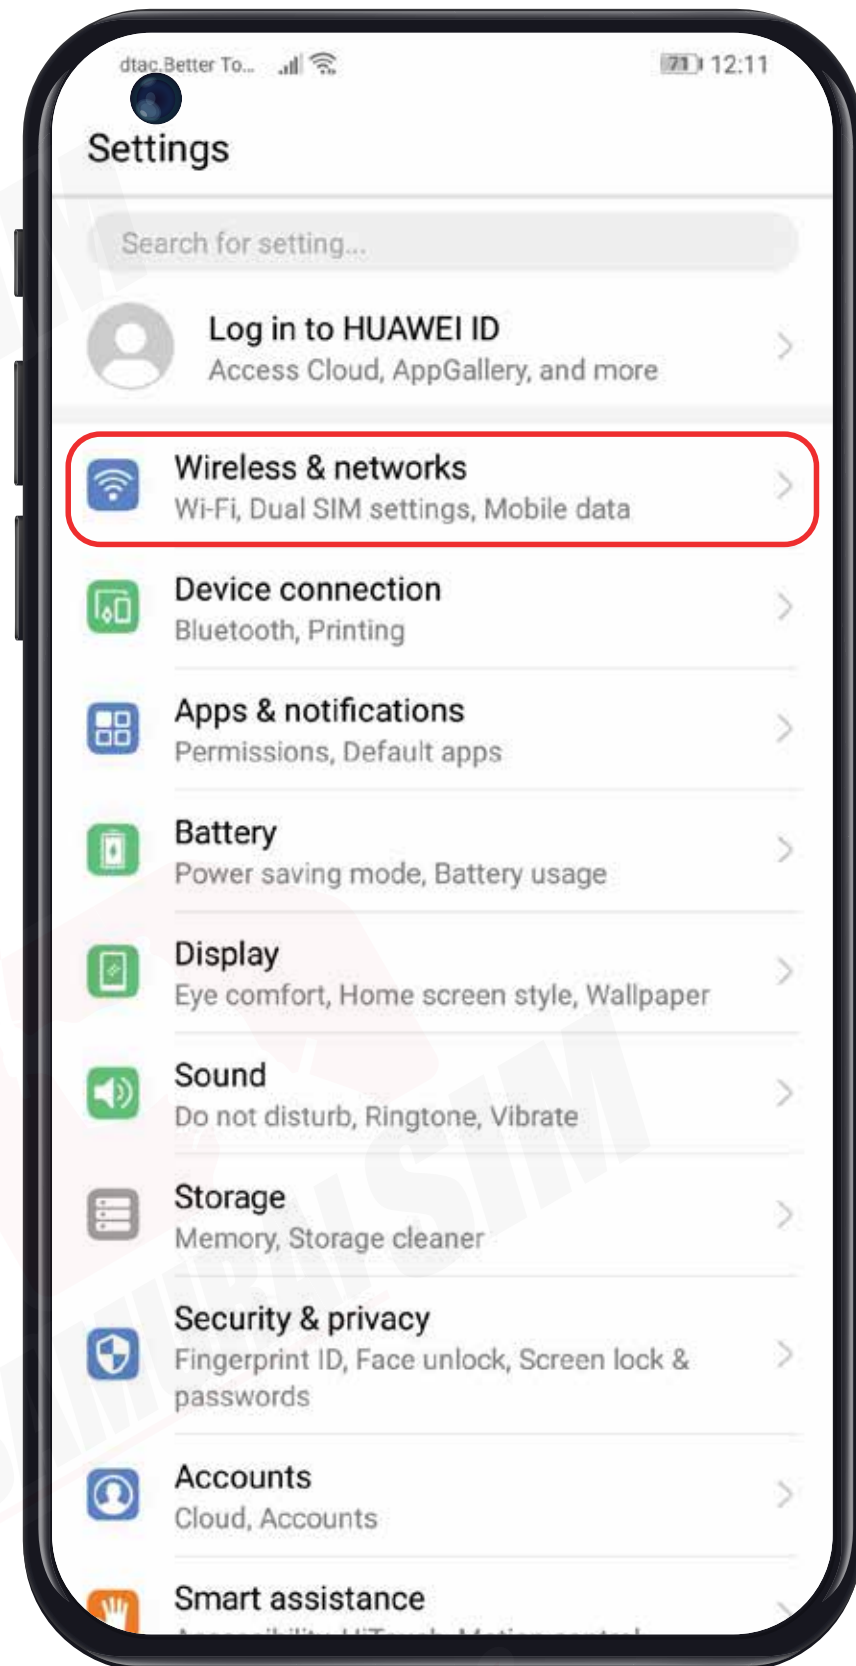 dtac.Better To...
71 12:11
Settings
Search for setting...
Log in to HUAWEI ID
Access Cloud, AppGallery, and more
Wireless & networks
Wi-Fi, Dual SIM settings, Mobile data
Device connection
Bluetooth, Printing
Apps & notifications
Permissions, Default apps
Battery
Power saving mode, Battery usage
Display
Eye comfort, Home screen style, Wallpaper
Sound
Do not disturb, Ringtone, Vibrate
Storage
Memory, Storage cleaner
Security & privacy
Fingerprint ID, Face unlock, Screen lock &
passwords
Accounts
Cloud, Accounts
Smart assistance
SAMURAI SIM